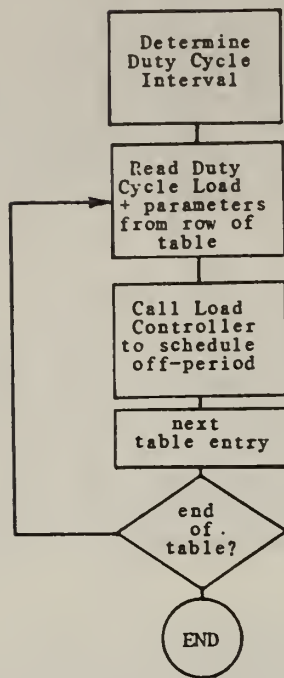 Determine
Duty Cycle
Interval
Read Duty
Cycle Load
+ parameters
from row of
table
Call Load
Controller
to schedule
off-period
next
table entry
end
of.
table?
END